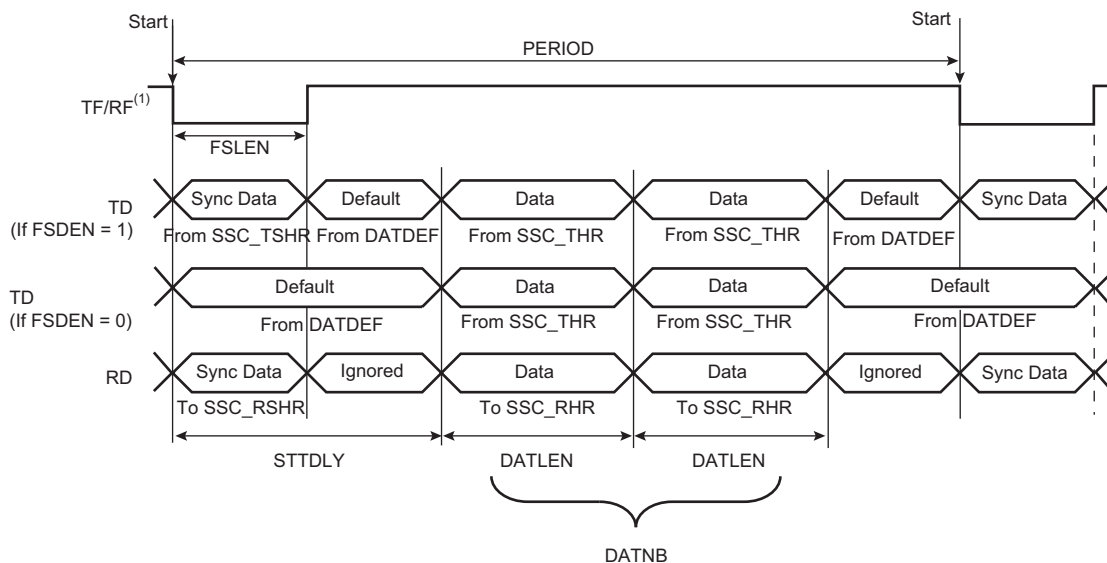 Start
Start
PERIOD
TF/RF(1)
FSLEN
TD
(If FSDEN = 1)
Sync Data
Default
Data
Data
Default
Sync Data
From SSC_TSHR
From DATDEF
From SSC_THR
From SSC_THR
From DATDEF
TD
(If FSDEN = 0)
Default
Data
Data
Default
From DATDEF
From SSC_THR
From SSC_THR
From DATDEF
RD
Sync Data
Ignored
Data
Data
Ignored
Sync Data
To SSC_RSHR
To SSC_RHR
To SSC_RHR
STTDLY
DATLEN
DATLEN
DATNB